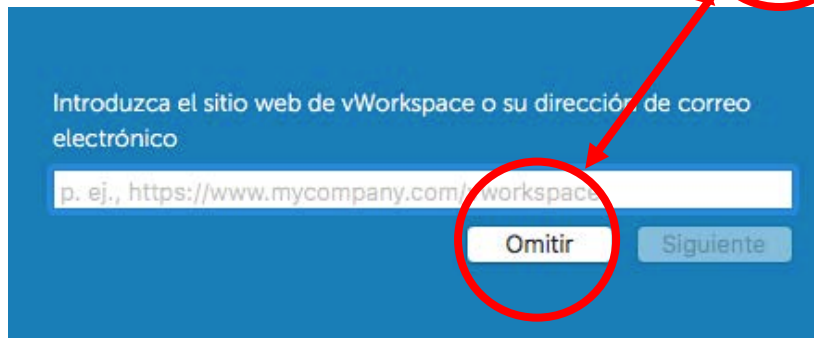 Introduzca el sitio web de vWorkspace o su dirección de correo
electrónico
p. ej., https://www.mycompany.com/vworkspace
Omitir
Siguiente